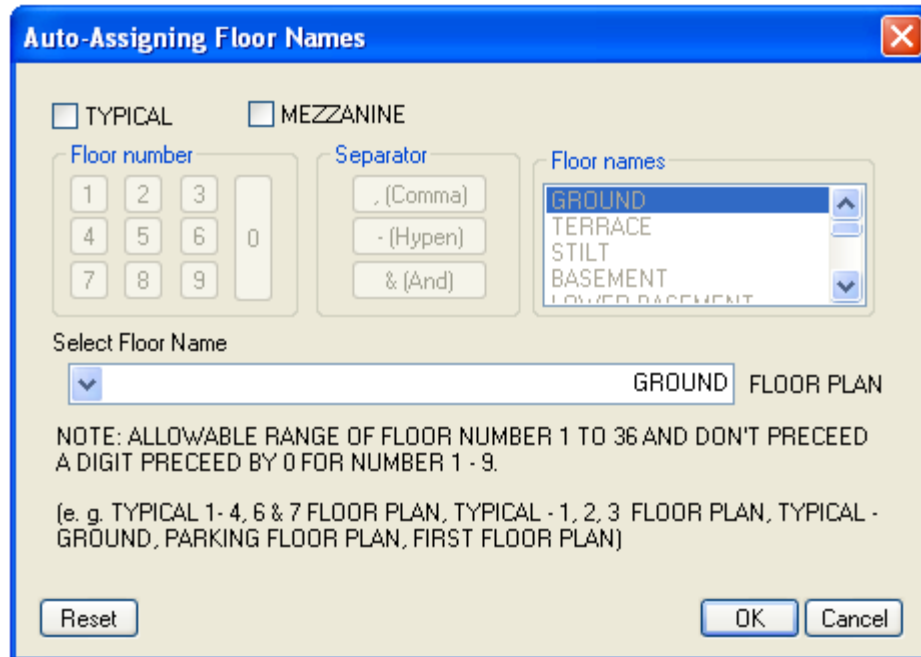 Auto-Assigning Floor Names
TYPICAL MEZZANINE
Floor number Separator Floor names
1 2 3 0 , (Comma) GROUND
4 5 6 - (Hypen) TERRACE
7 8 9 & (And) STILT
BASEMENT
LOWER BASEMENT
Select Floor Name
GROUND FLOOR PLAN
NOTE: ALLOWABLE RANGE OF FLOOR NUMBER 1 TO 36 AND DON'T PRECEED
A DIGIT PRECEED BY 0 FOR NUMBER 1 - 9.
(e. g. TYPICAL 1- 4, 6 & 7 FLOOR PLAN, TYPICAL - 1, 2, 3 FLOOR PLAN, TYPICAL -
GROUND, PARKING FLOOR PLAN, FIRST FLOOR PLAN)
Reset OK Cancel